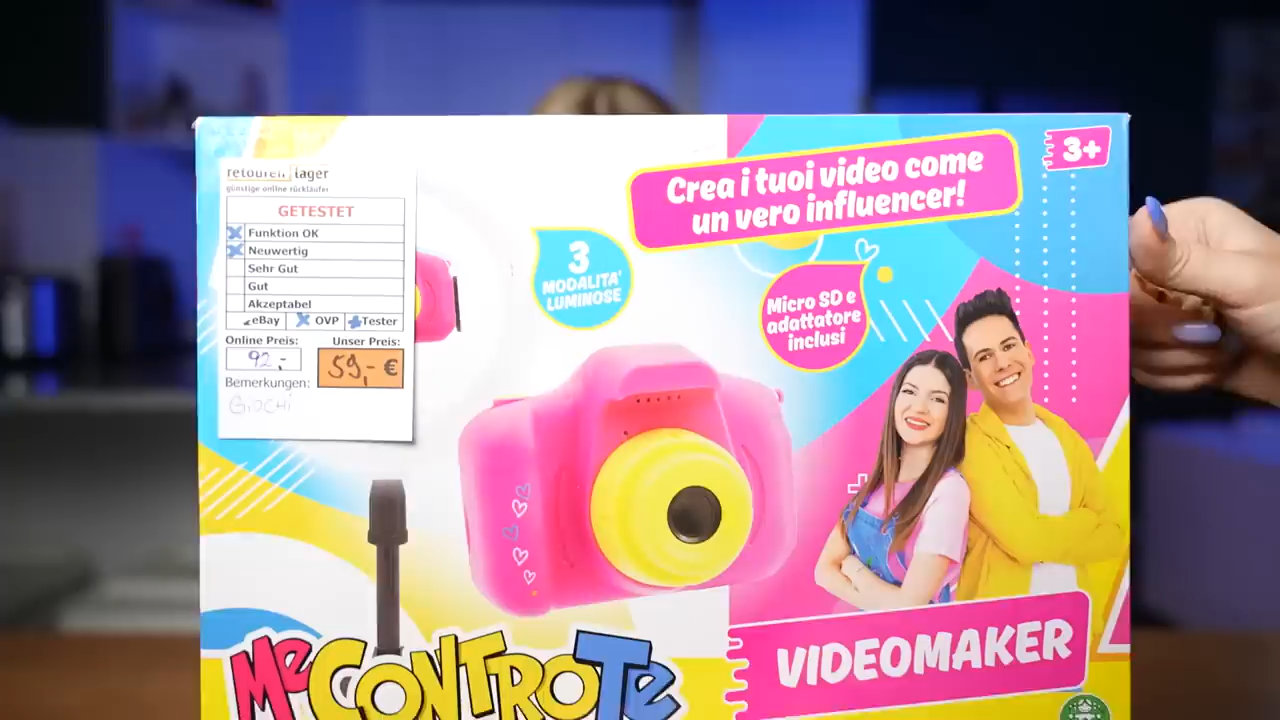 retouren lager
günstige online rückläufer
GETESTET
Funktion OK
Neuwertig
Sehr Gut
Gut
Akzeptabel
eBay OVP Tester
Online Preis: Unser Preis:
92,- 59,- €
Bemerkungen:
GIOCHI
3
MODALITA'
LUMINOSE
Crea i tuoi video come
un vero influencer!
3+
Micro SD e
adattatore
inclusi
Me CONTRO Te
VIDEOMAKER